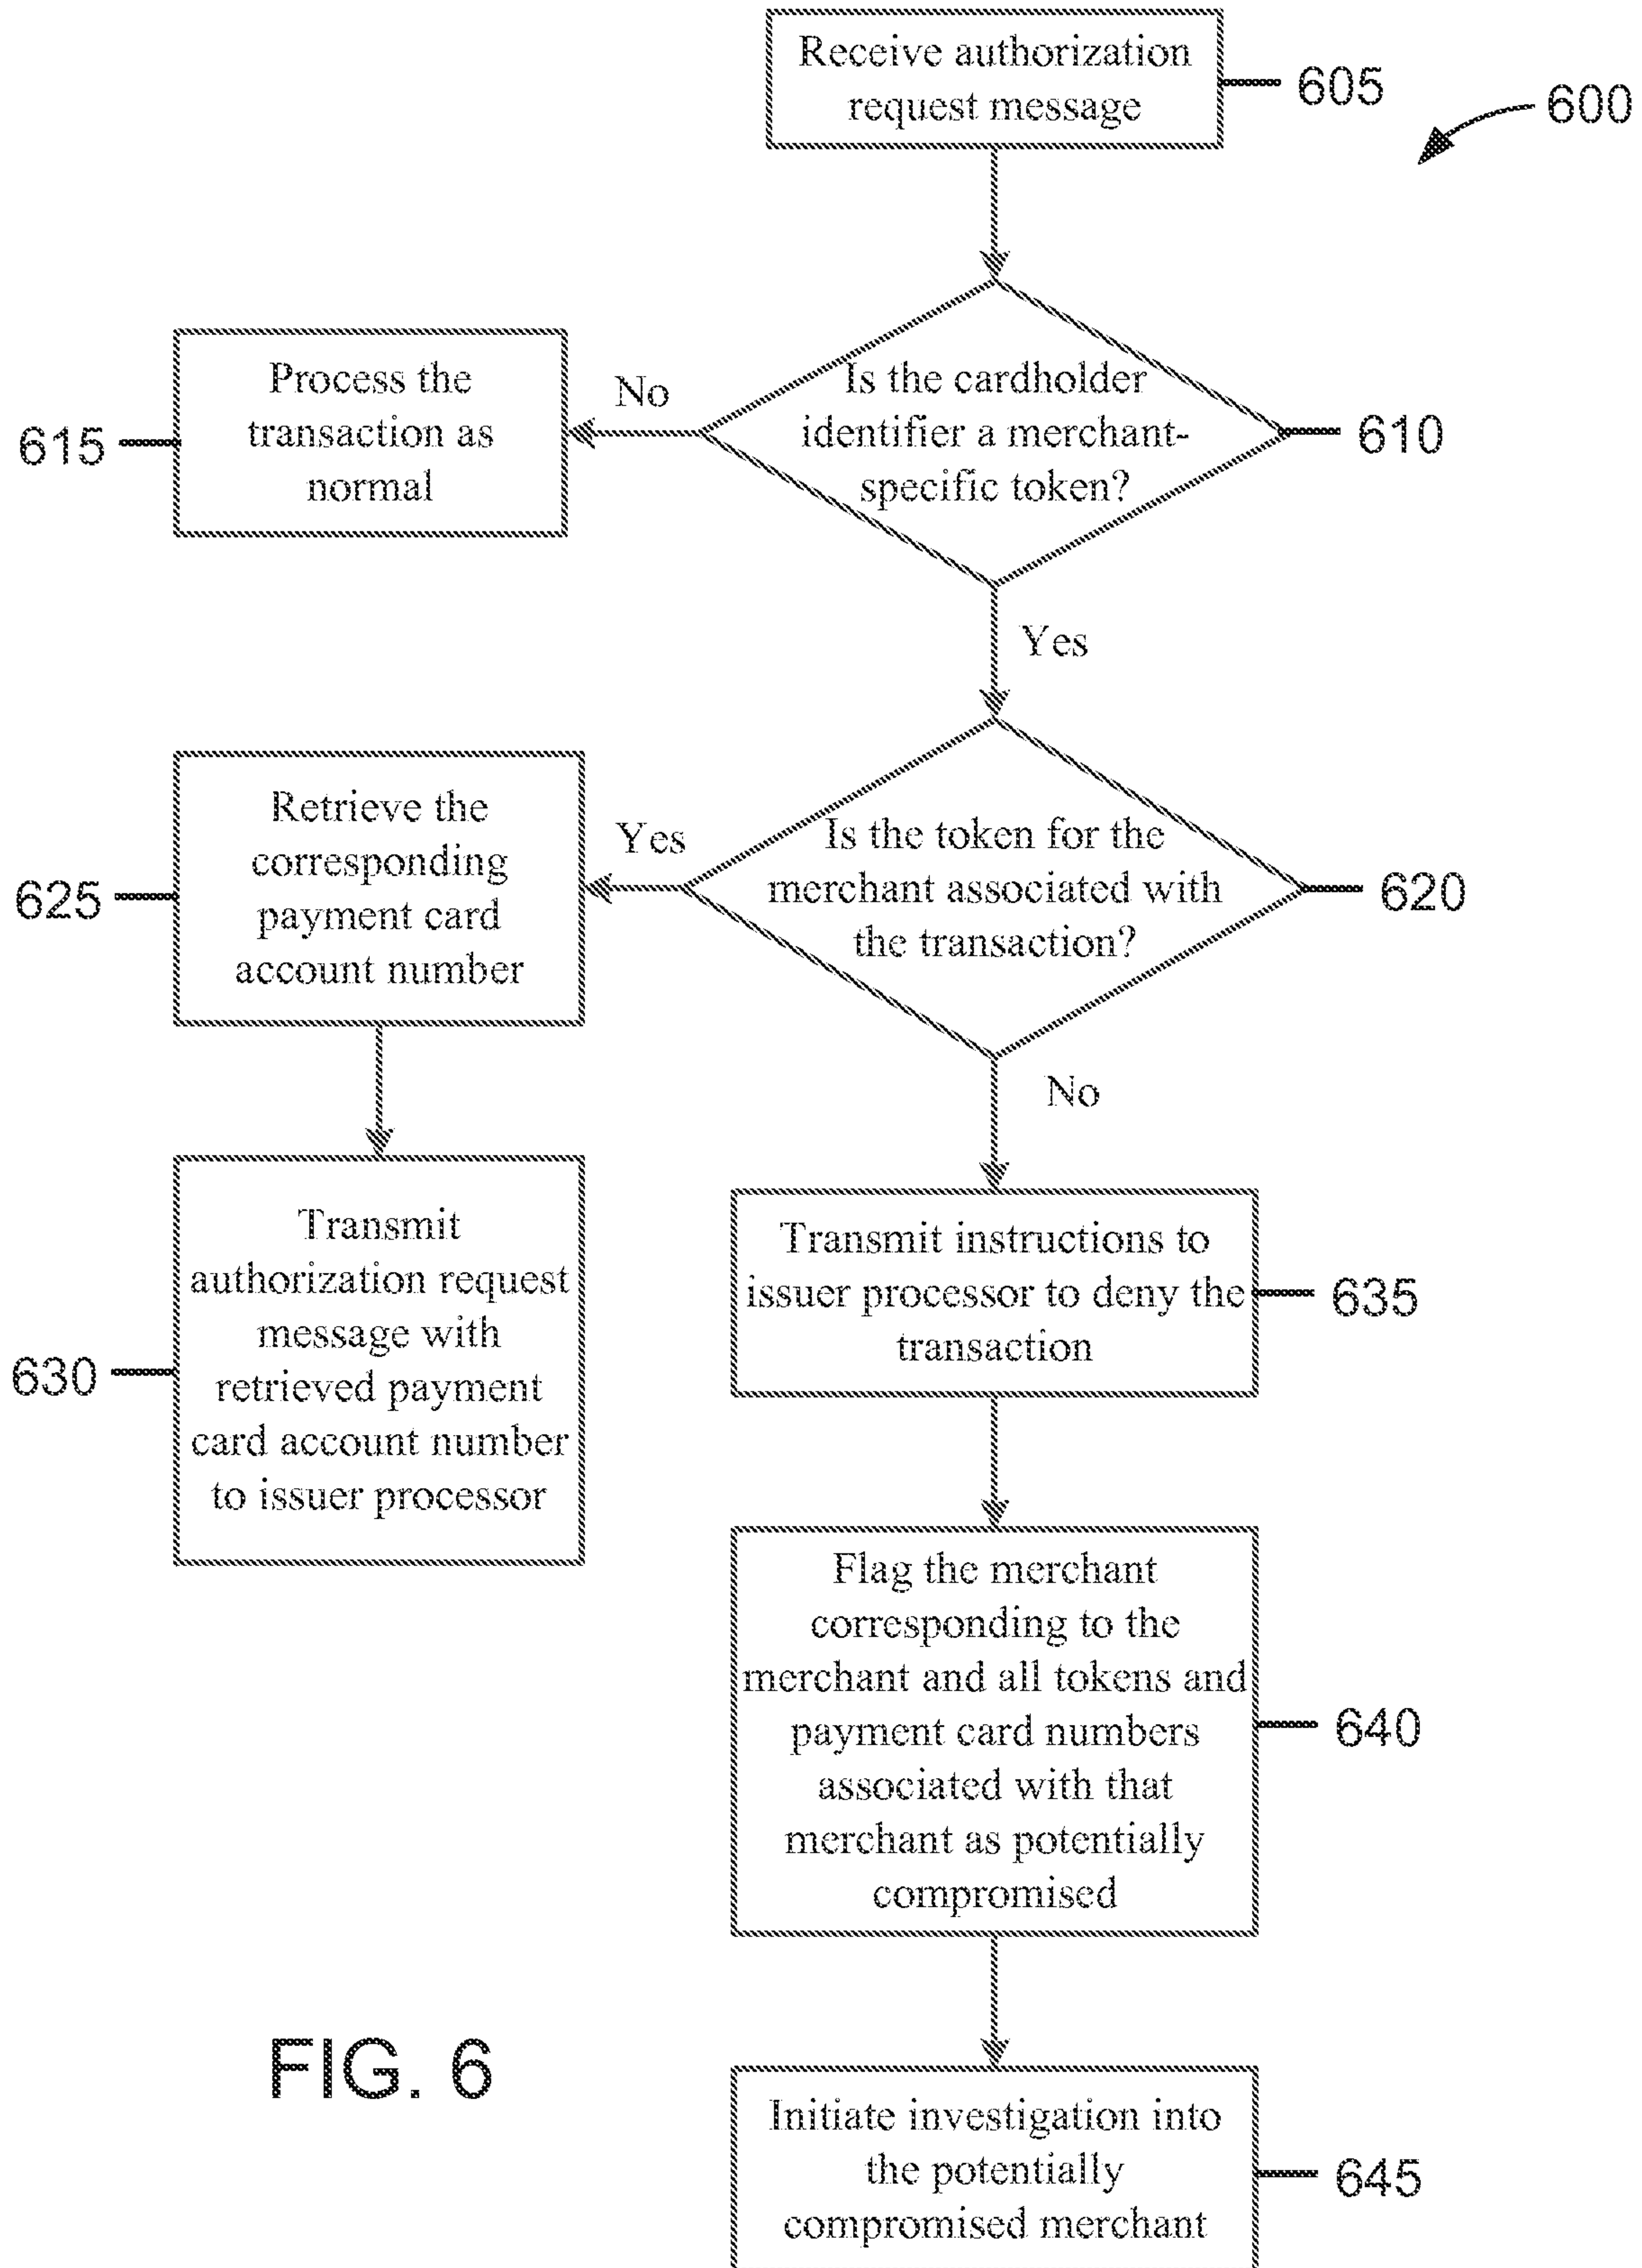 Receive authorization
request message
605
600
Is the cardholder
identifier a merchant-
specific token?
610
No
Process the
transaction as
normal
615
Yes
Is the token for the
merchant associated with
the transaction?
620
Yes
Retrieve the
corresponding
payment card
account number
625
Transmit
authorization request
message with
retrieved payment
card account number
to issuer processor
630
No
Transmit instructions to
issuer processor to deny the
transaction
635
Flag the merchant
corresponding to the
merchant and all tokens and
payment card numbers
associated with that
merchant as potentially
compromised
640
Initiate investigation into
the potentially
compromised merchant
645
FIG. 6